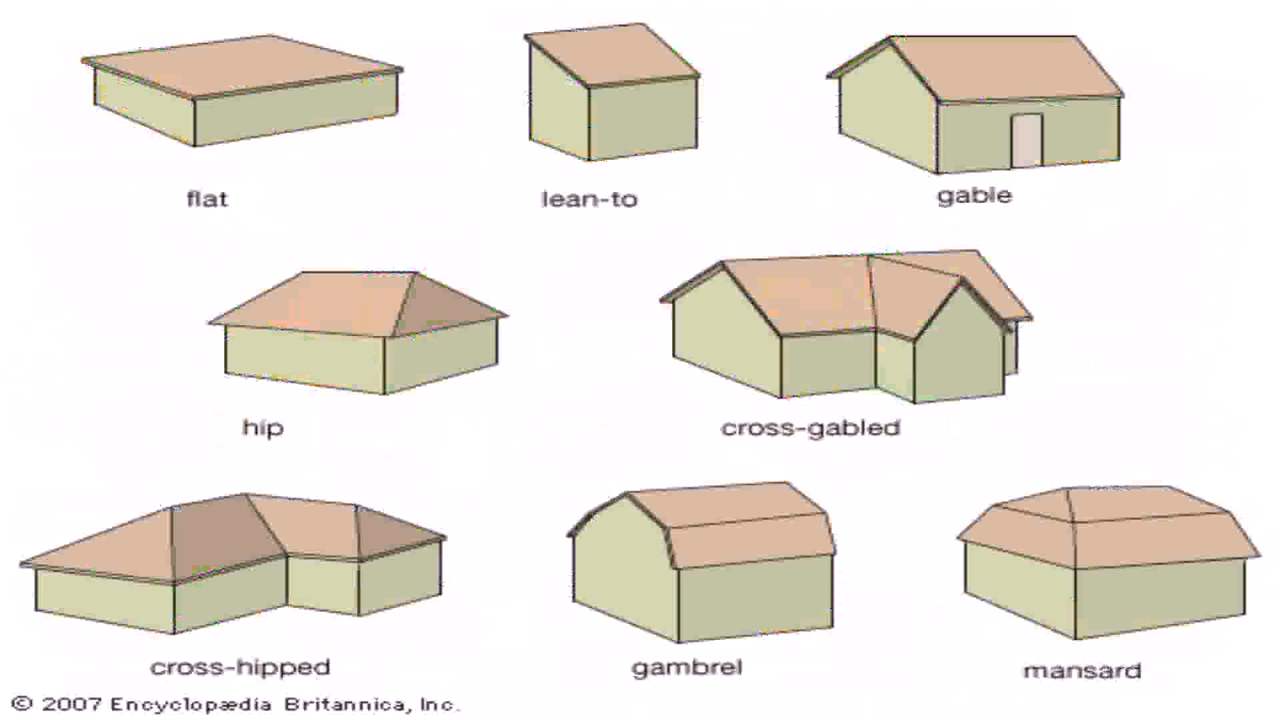 flat
lean-to
gable
hip
cross-gabled
cross-hipped
gambrel
mansard
© 2007 Encyclopædia Britannica, Inc.